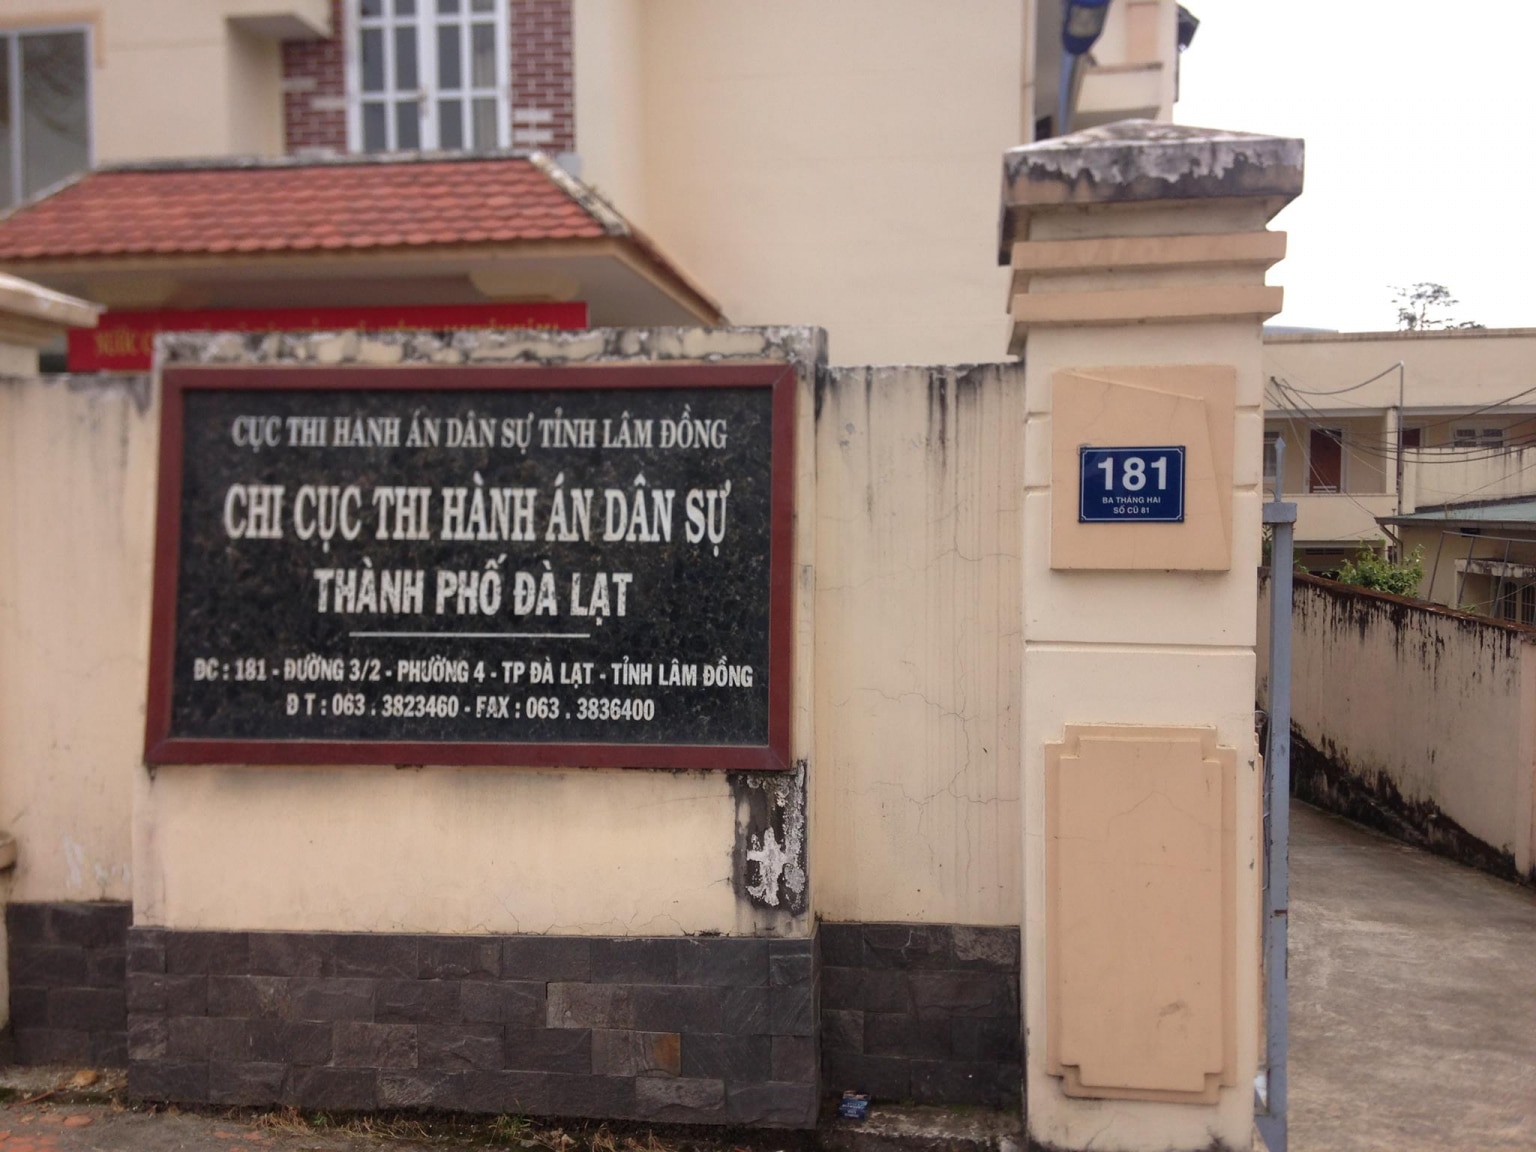 CỤC THI HÀNH ÁN DÂN SỰ TỈNH LÂM ĐỒNG
CHI CỤC THI HÀNH ÁN DÂN SỰ
THÀNH PHỐ ĐÀ LẠT
ĐC : 181 - ĐƯỜNG 3/2 - PHƯỜNG 4 - TP ĐÀ LẠT - TỈNH LÂM ĐỒNG
Đ T : 063 . 3823460 - FAX : 063 . 3836400
181
BA THÁNG HAI
SỐ CŨ 81